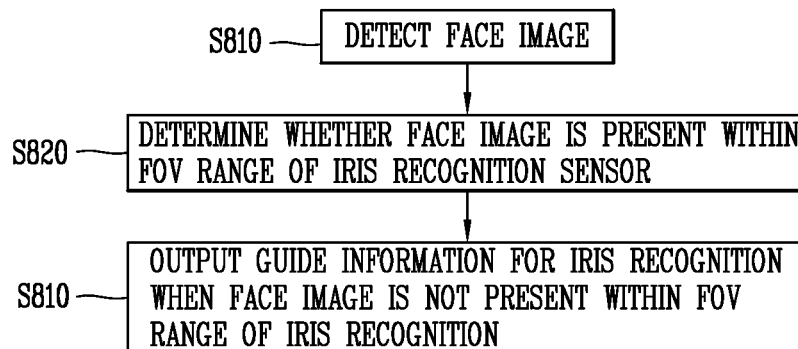 S810
DETECT FACE IMAGE
S820
DETERMINE WHETHER FACE IMAGE IS PRESENT WITHIN
FOV RANGE OF IRIS RECOGNITION SENSOR
S810
OUTPUT GUIDE INFORMATION FOR IRIS RECOGNITION
WHEN FACE IMAGE IS NOT PRESENT WITHIN FOV
RANGE OF IRIS RECOGNITION